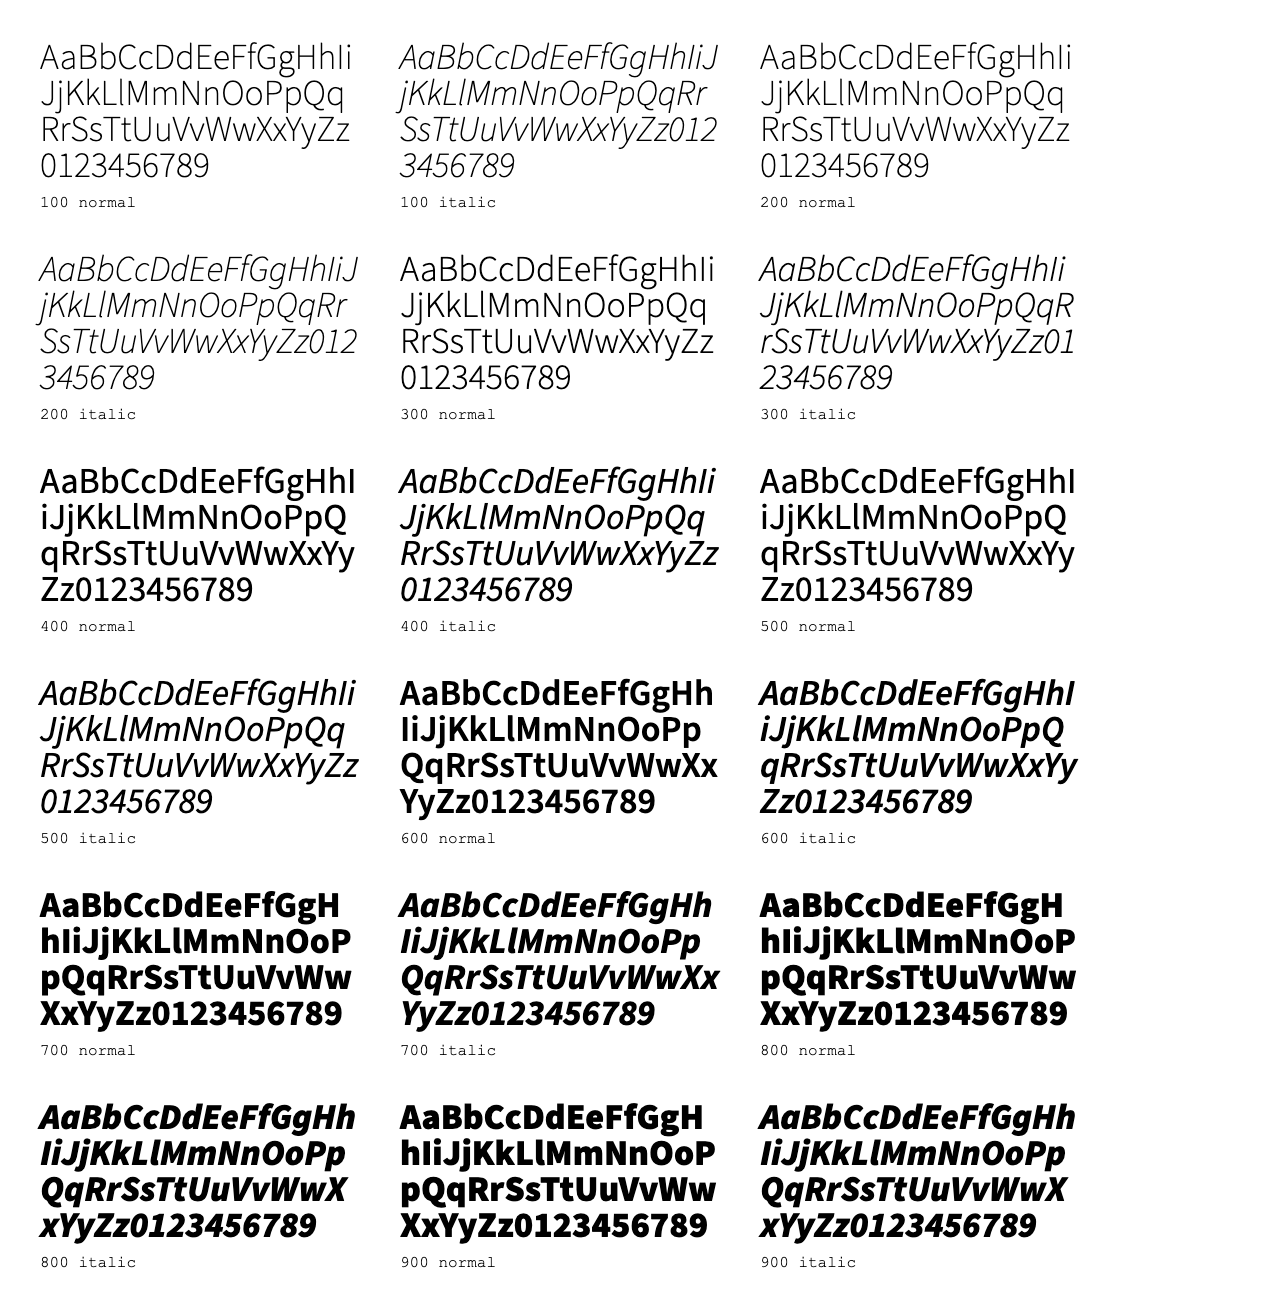 AaBbCcDdEeFfGgHhIi
JjKkLlMmNnOoPpQq
RrSsTtUuVvWwXxYyZz
0123456789
100 normal
AaBbCcDdEeFfGgHhIiJ
jKkLlMmNnOoPpQqRr
SsTtUuVvWwXxYyZz012
3456789
100 italic
AaBbCcDdEeFfGgHhIi
JjKkLlMmNnOoPpQq
RrSsTtUuVvWwXxYyZz
0123456789
200 normal
AaBbCcDdEeFfGgHhIiJ
jKkLlMmNnOoPpQqRr
SsTtUuVvWwXxYyZz012
3456789
200 italic
AaBbCcDdEeFfGgHhIi
JjKkLlMmNnOoPpQq
RrSsTtUuVvWwXxYyZz
0123456789
300 normal
AaBbCcDdEeFfGgHhIi
JjKkLlMmNnOoPpQqR
rSsTtUuVvWwXxYyZz01
23456789
300 italic
AaBbCcDdEeFfGgHhI
iJjKkLlMmNnOoPpQ
qRrSsTtUuVvWwXxYy
Zz0123456789
400 normal
AaBbCcDdEeFfGgHhIi
JjKkLlMmNnOoPpQq
RrSsTtUuVvWwXxYyZz
0123456789
400 italic
AaBbCcDdEeFfGgHhI
iJjKkLlMmNnOoPpQ
qRrSsTtUuVvWwXxYy
Zz0123456789
500 normal
AaBbCcDdEeFfGgHhIi
JjKkLlMmNnOoPpQq
RrSsTtUuVvWwXxYyZz
0123456789
500 italic
AaBbCcDdEeFfGgHh
IiJjKkLlMmNnOoPp
QqRrSsTtUuVvWwXx
YyZz0123456789
600 normal
AaBbCcDdEeFfGgHhI
iJjKkLlMmNnOoPpQ
qRrSsTtUuVvWwXxYy
Zz0123456789
600 italic
AaBbCcDdEeFfGgH
hIiJjKkLlMmNnOoP
pQqRrSsTtUuVvWw
XxYyZz0123456789
700 normal
AaBbCcDdEeFfGgHh
IiJjKkLlMmNnOoPp
QqRrSsTtUuVvWwXx
YyZz0123456789
700 italic
AaBbCcDdEeFfGgH
hIiJjKkLlMmNnOoP
pQqRrSsTtUuVvWw
XxYyZz0123456789
800 normal
AaBbCcDdEeFfGgHh
IiJjKkLlMmNnOoPp
QqRrSsTtUuVvWwX
xYyZz0123456789
800 italic
AaBbCcDdEeFfGgH
hIiJjKkLlMmNnOoP
pQqRrSsTtUuVvWw
XxYyZz0123456789
900 normal
AaBbCcDdEeFfGgHh
IiJjKkLlMmNnOoPp
QqRrSsTtUuVvWwX
xYyZz0123456789
900 italic